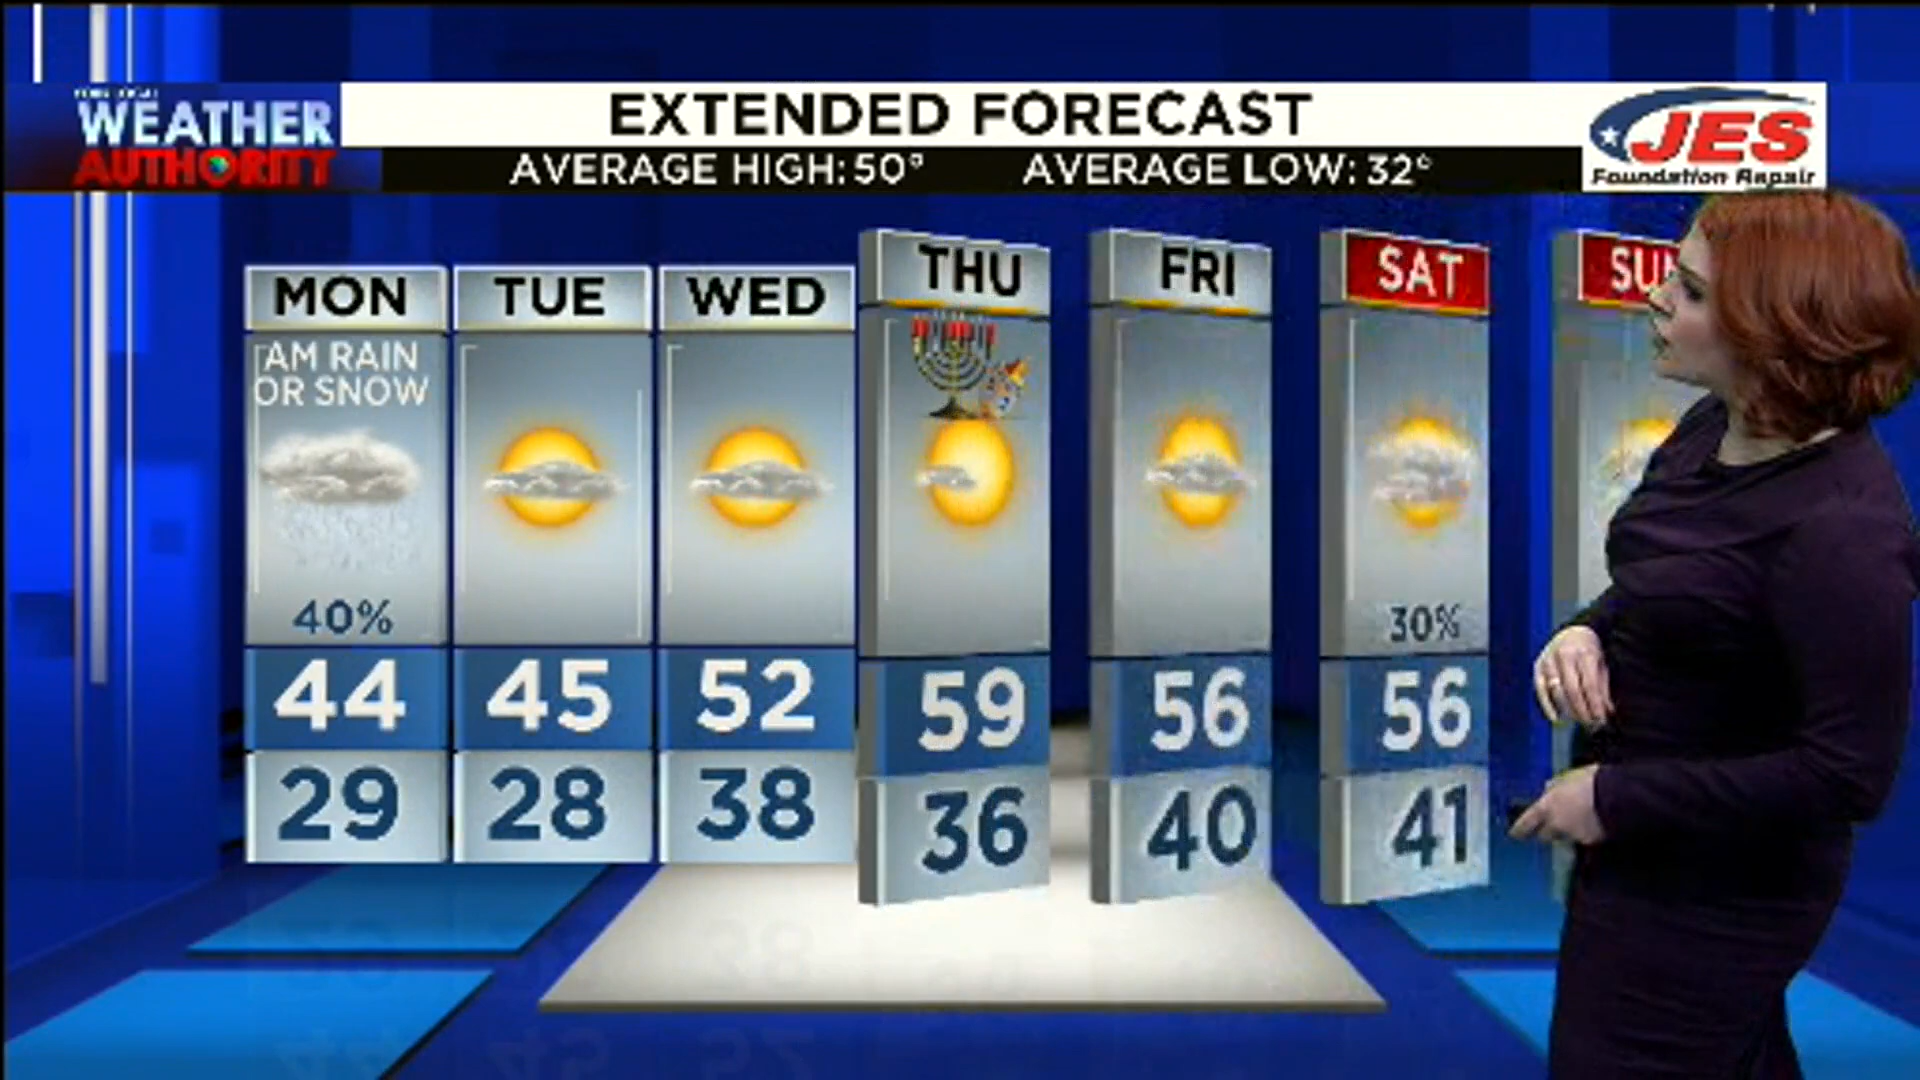 WEATHER
AUTHORITY
EXTENDED FORECAST
AVERAGE HIGH: 50° AVERAGE LOW: 32°
JES
Foundation Repair
MON TUE WED THU FRI SAT
AM RAIN
OR SNOW
40% 30%
44 45 52 59 56 56
29 28 38 36 40 41